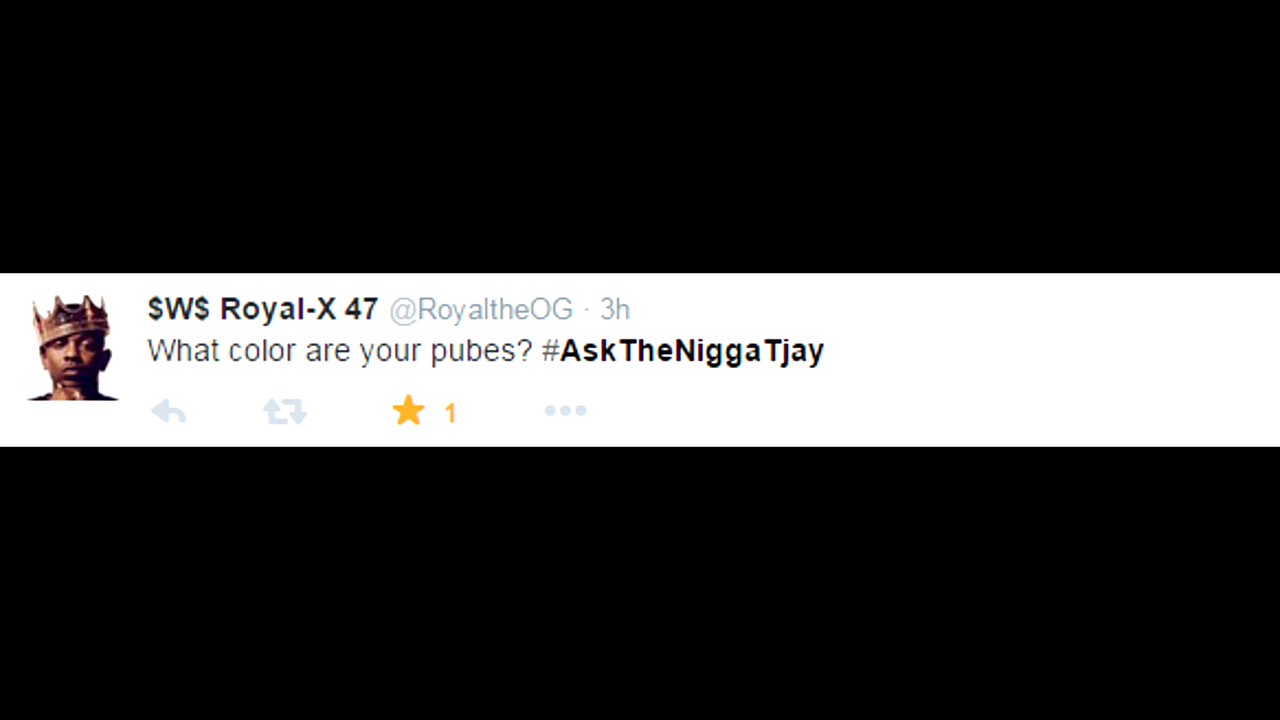 $W$ Royal-X 47 @RoyaltheOG · 3h
What color are your pubes? #AskTheNiggaTjay
1